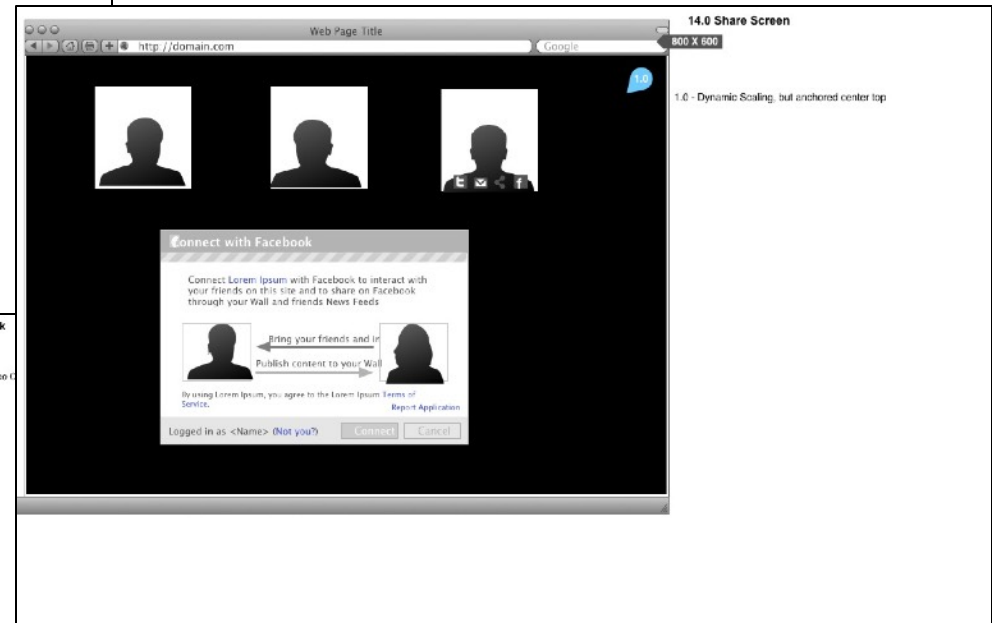 14.0 Share Screen
Web Page Title
http://domain.com
Google
800 X 600
1.0
1.0 - Dynamic Scaling, but anchored center top
Connect with Facebook
Connect Lorem Ipsum with Facebook to interact with
your friends on this site and to share on Facebook
through your Wall and friends News Feeds
Bring your friends and in
Publish content to your Wall
By using Lorem Ipsum, you agree to the Lorem Ipsum Terms of
Service.
Report Application
Logged in as <Name> (Not you?)
Connect
Cancel